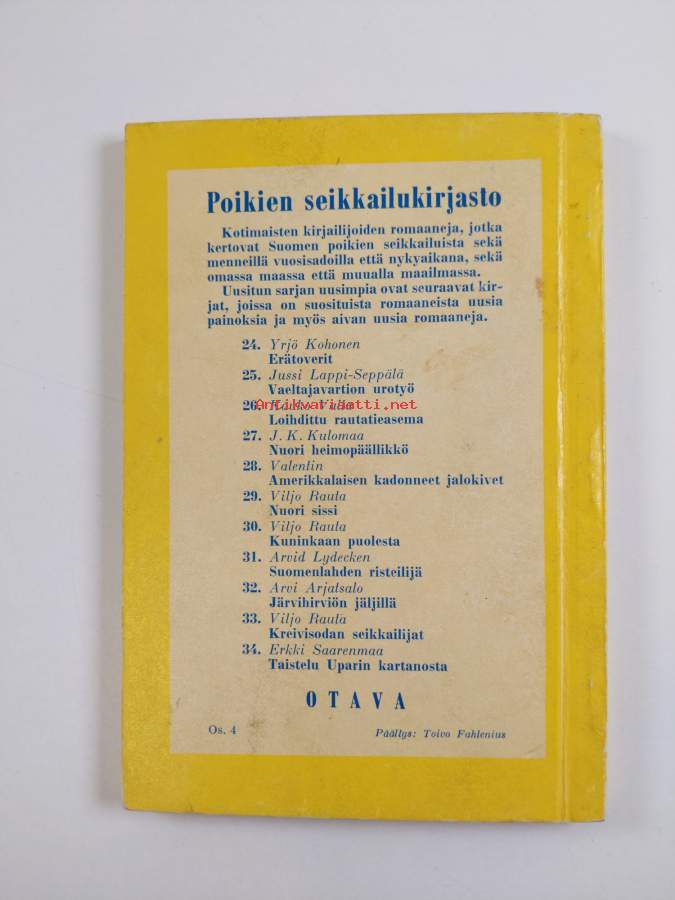 Poikien seikkailukirjasto
Kotimaisten kirjailijoiden romaaneja, jotka
kertovat Suomen poikien seikkailuista sekä
menneillä vuosisadoilla että nykyaikana, sekä
omassa maassa että muualla maailmassa.
Uusitun sarjan uusimpia ovat seuraavat kir-
jat, joissa on suosituista romaaneista uusia
painoksia ja myös aivan uusia romaaneja.
24. Yrjö Kohonen
Erätoverit
25. Jussi Lappi-Seppälä
Vaeltajavartion urotyö
26.
Antikvariaatti.net
Loihdittu rautatieasema
27. J. K. Kulomaa
Nuori heimopäällikkö
28. Valentin
Amerikkalaisen kadonneet jalokivet
29. Viljo Rauta
Nuori sissi
30. Viljo Rauta
Kuninkaan puolesta
31. Arvid Lydecken
Suomenlahden risteilijä
32. Arvi Arjatsalo
Järvihirviön jäljillä
33. Viljo Rauta
Kreivisodan seikkailijat
34. Erkki Saarenmaa
Taistelu Uparin kartanosta
OTAVA
Os. 4 Päällys: Toivo Fahlenius